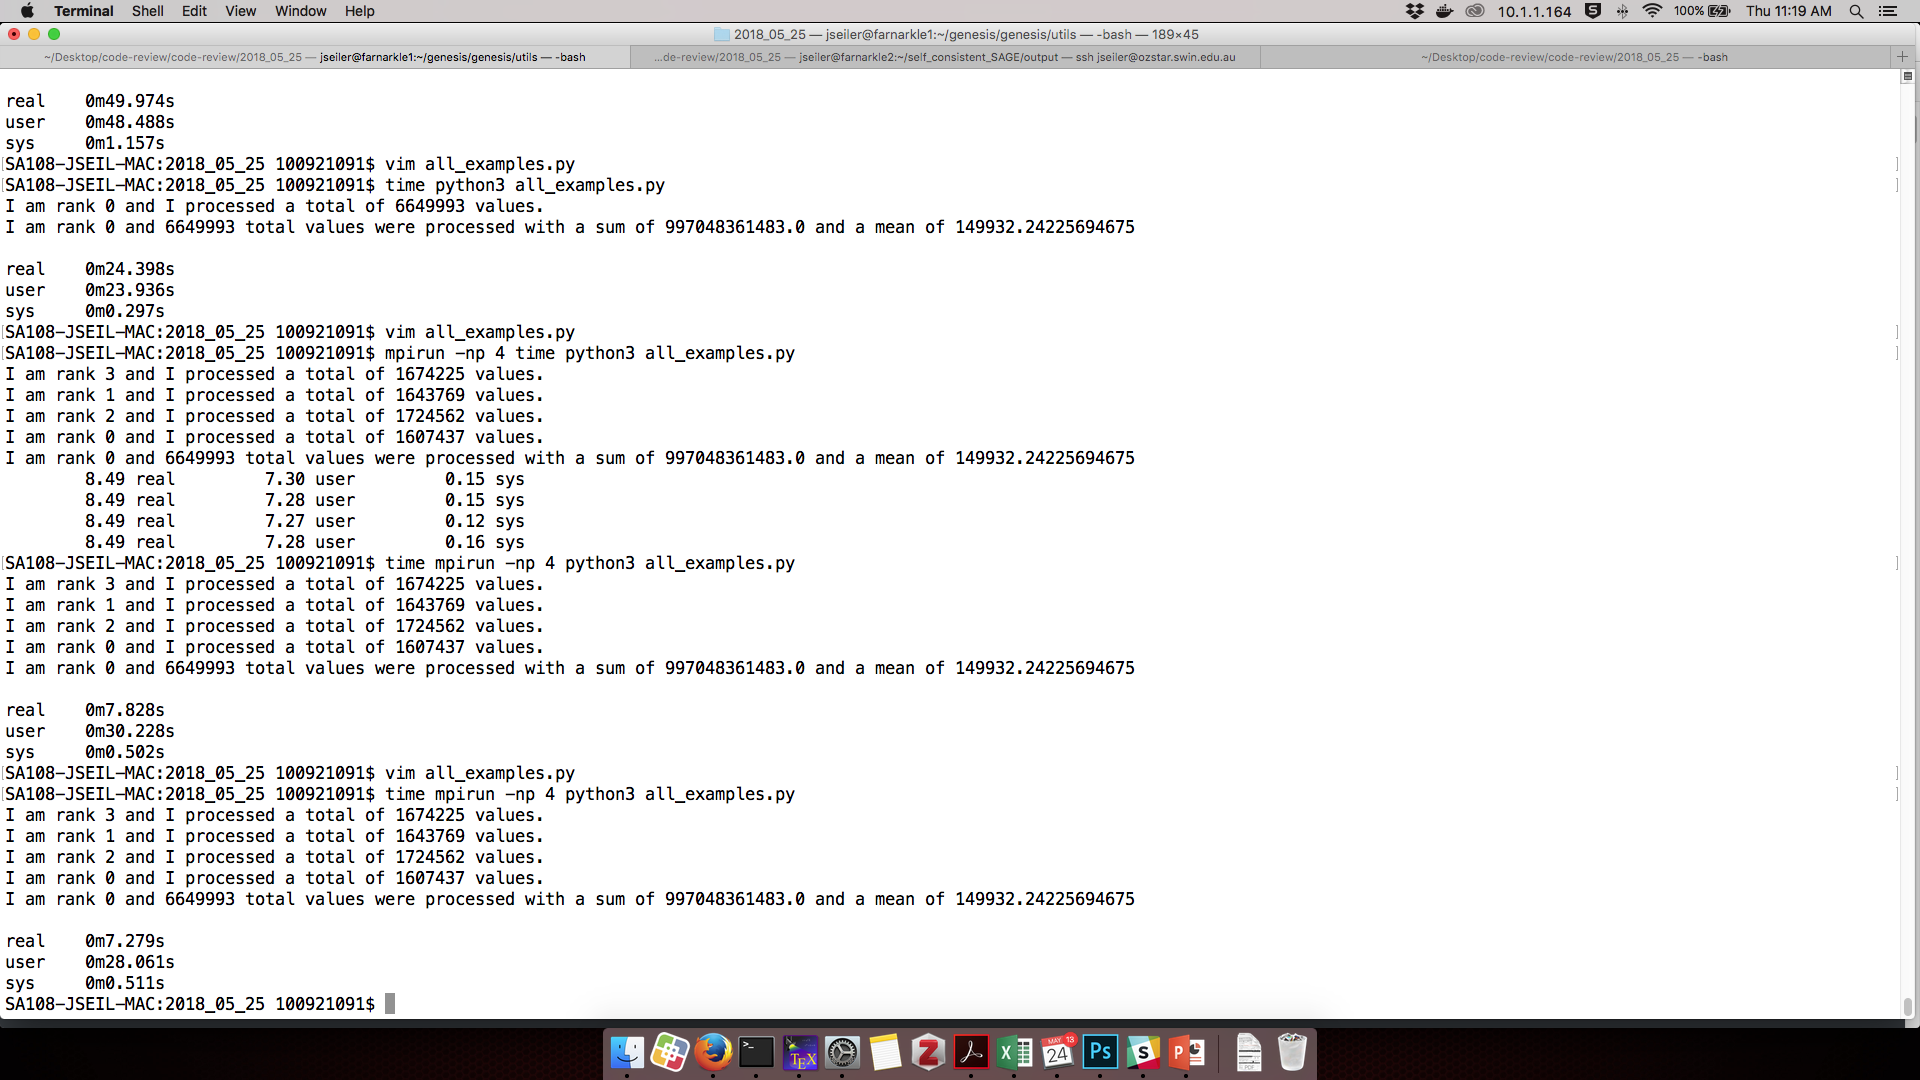 Terminal Shell Edit View Window Help 10.1.1.164 100% Thu 11:19 AM
2018_05_25 — jseiler@farnarkle1:~/genesis/genesis/utils — -bash — 189×45
~/Desktop/code-review/code-review/2018_05_25 — jseiler@farnarkle1:~/genesis/genesis/utils — -bash
...de-review/2018_05_25 — jseiler@farnarkle2:~/self_consistent_SAGE/output — ssh jseiler@ozstar.swin.edu.au
~/Desktop/code-review/code-review/2018_05_25 — -bash
real 0m49.974s
user 0m48.488s
sys 0m1.157s
SA108-JSEIL-MAC:2018_05_25 100921091$ vim all_examples.py
SA108-JSEIL-MAC:2018_05_25 100921091$ time python3 all_examples.py
I am rank 0 and I processed a total of 6649993 values.
I am rank 0 and 6649993 total values were processed with a sum of 997048361483.0 and a mean of 149932.24225694675
real 0m24.398s
user 0m23.936s
sys 0m0.297s
SA108-JSEIL-MAC:2018_05_25 100921091$ vim all_examples.py
SA108-JSEIL-MAC:2018_05_25 100921091$ mpirun -np 4 time python3 all_examples.py
I am rank 3 and I processed a total of 1674225 values.
I am rank 1 and I processed a total of 1643769 values.
I am rank 2 and I processed a total of 1724562 values.
I am rank 0 and I processed a total of 1607437 values.
I am rank 0 and 6649993 total values were processed with a sum of 997048361483.0 and a mean of 149932.24225694675
8.49 real 7.30 user 0.15 sys
8.49 real 7.28 user 0.15 sys
8.49 real 7.27 user 0.12 sys
8.49 real 7.28 user 0.16 sys
SA108-JSEIL-MAC:2018_05_25 100921091$ time mpirun -np 4 python3 all_examples.py
I am rank 3 and I processed a total of 1674225 values.
I am rank 1 and I processed a total of 1643769 values.
I am rank 2 and I processed a total of 1724562 values.
I am rank 0 and I processed a total of 1607437 values.
I am rank 0 and 6649993 total values were processed with a sum of 997048361483.0 and a mean of 149932.24225694675
real 0m7.828s
user 0m30.228s
sys 0m0.502s
SA108-JSEIL-MAC:2018_05_25 100921091$ vim all_examples.py
SA108-JSEIL-MAC:2018_05_25 100921091$ time mpirun -np 4 python3 all_examples.py
I am rank 3 and I processed a total of 1674225 values.
I am rank 1 and I processed a total of 1643769 values.
I am rank 2 and I processed a total of 1724562 values.
I am rank 0 and I processed a total of 1607437 values.
I am rank 0 and 6649993 total values were processed with a sum of 997048361483.0 and a mean of 149932.24225694675
real 0m7.279s
user 0m28.061s
sys 0m0.511s
SA108-JSEIL-MAC:2018_05_25 100921091$
TEX Z X MAY 24 13 Ps S P